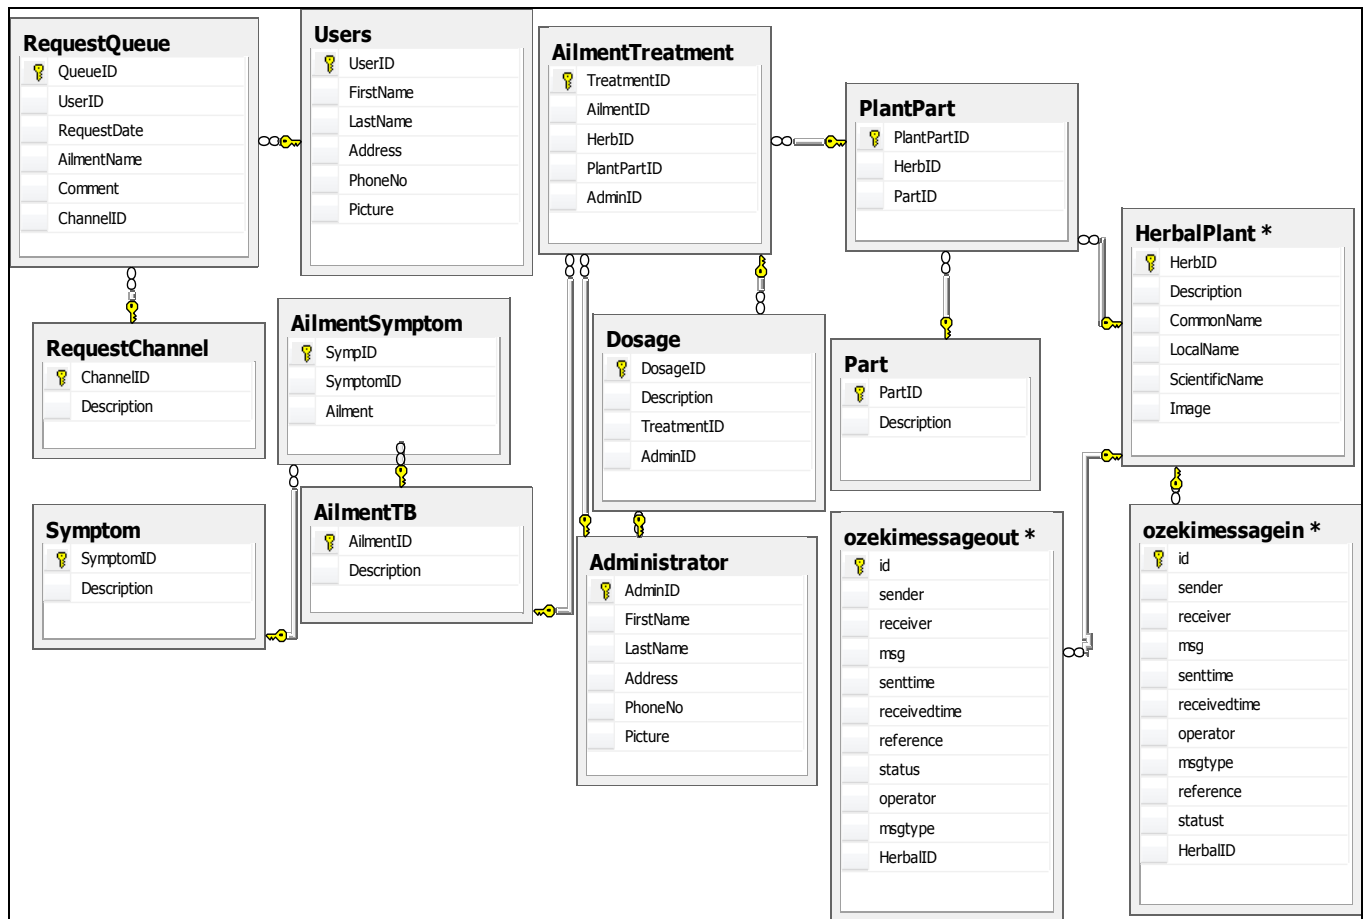 RequestQueue
QueueID
UserID
RequestDate
AilmentName
Comment
ChannelID
Users
UserID
FirstName
LastName
Address
PhoneNo
Picture
AilmentTreatment
TreatmentID
AilmentID
HerbID
PlantPartID
AdminID
PlantPart
PlantPartID
HerbID
PartID
HerbalPlant *
HerbID
Description
CommonName
LocalName
ScientificName
Image
RequestChannel
ChannelID
Description
AilmentSymptom
SympID
SymptomID
Ailment
Dosage
DosageID
Description
TreatmentID
AdminID
Part
PartID
Description
Symptom
SymptomID
Description
AilmentTB
AilmentID
Description
Administrator
AdminID
FirstName
LastName
Address
PhoneNo
Picture
ozekimessageout *
id
sender
receiver
msg
senttime
receivedtime
reference
status
operator
msgtype
HerbalID
ozekimessagein *
id
sender
receiver
msg
senttime
receivedtime
operator
msgtype
reference
statust
HerbalID